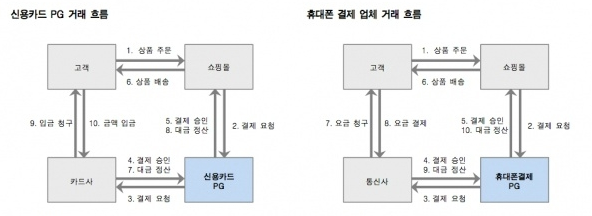 신용카드 PG 거래 흐름
고객
1. 상품 주문
6. 상품 배송
쇼핑몰
9. 입금 청구
10. 금액 입금
5. 결제 승인
8. 대금 정산
2. 결제 요청
카드사
4. 결제 승인
7. 대금 정산
3. 결제 요청
신용카드
PG
휴대폰 결제 업체 거래 흐름
고객
1. 상품 주문
6. 상품 배송
쇼핑몰
7. 요금 청구
8. 요금 결제
5. 결제 승인
10. 대금 정산
2. 결제 요청
통신사
4. 결제 승인
9. 대금 정산
3. 결제 요청
휴대폰결제
PG